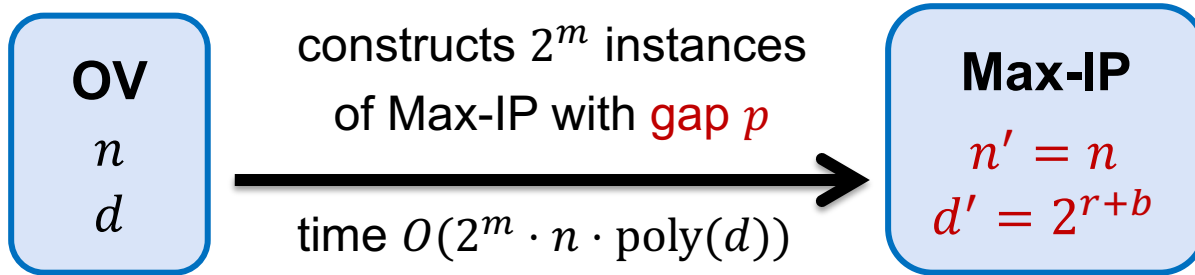 OV
n
d
constructs 2^m instances
of Max-IP with gap p
time O(2^m · n · poly(d))
Max-IP
n′ = n
d′ = 2^{r+b}